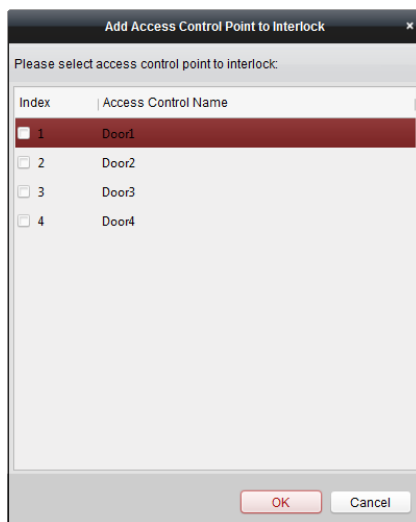 Add Access Control Point to Interlock ×
Please select access control point to interlock:
Index Access Control Name
1 Door1
2 Door2
3 Door3
4 Door4
OK Cancel